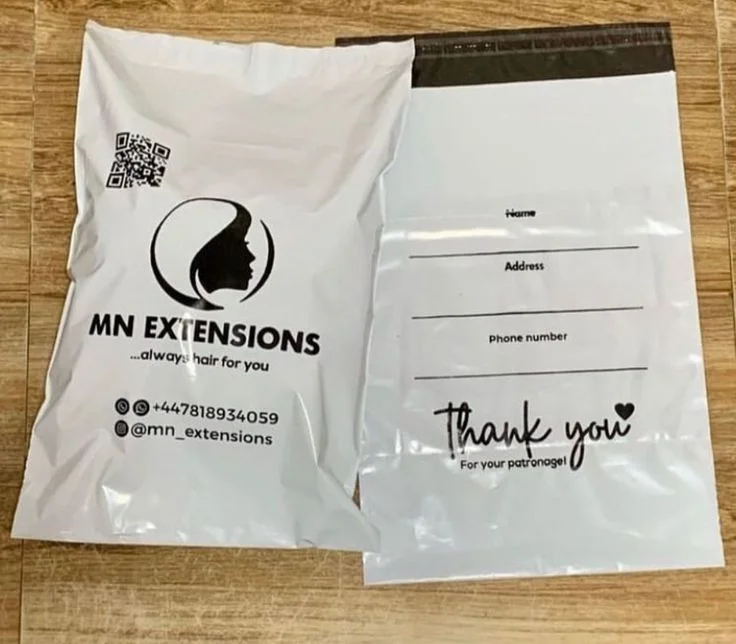 MN EXTENSIONS
...always hair for you
+447818934059
@mn_extensions
Name
Address
Phone number
Thank you
For your patronage!